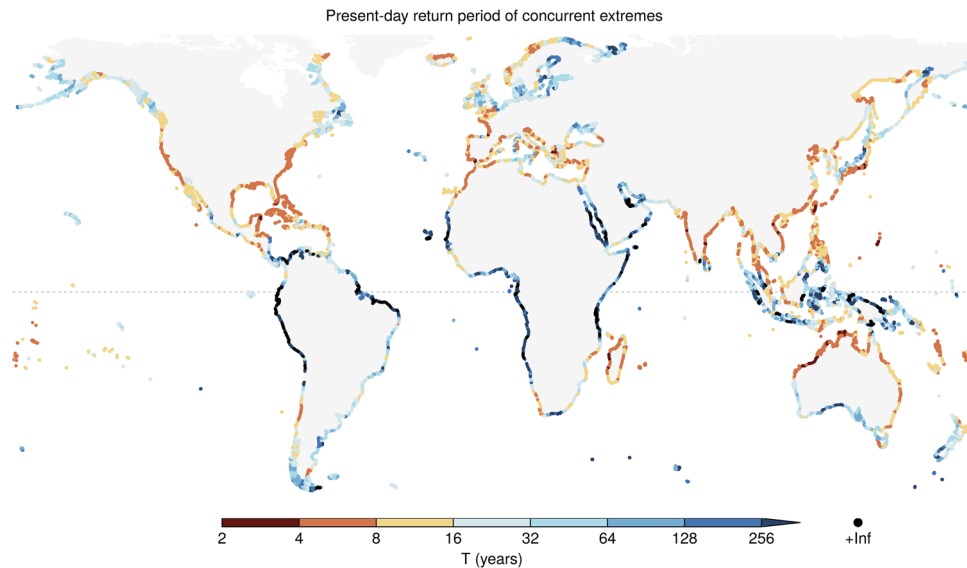 Present-day return period of concurrent extremes
2 4 8 16 32 64 128 256 +Inf
T (years)